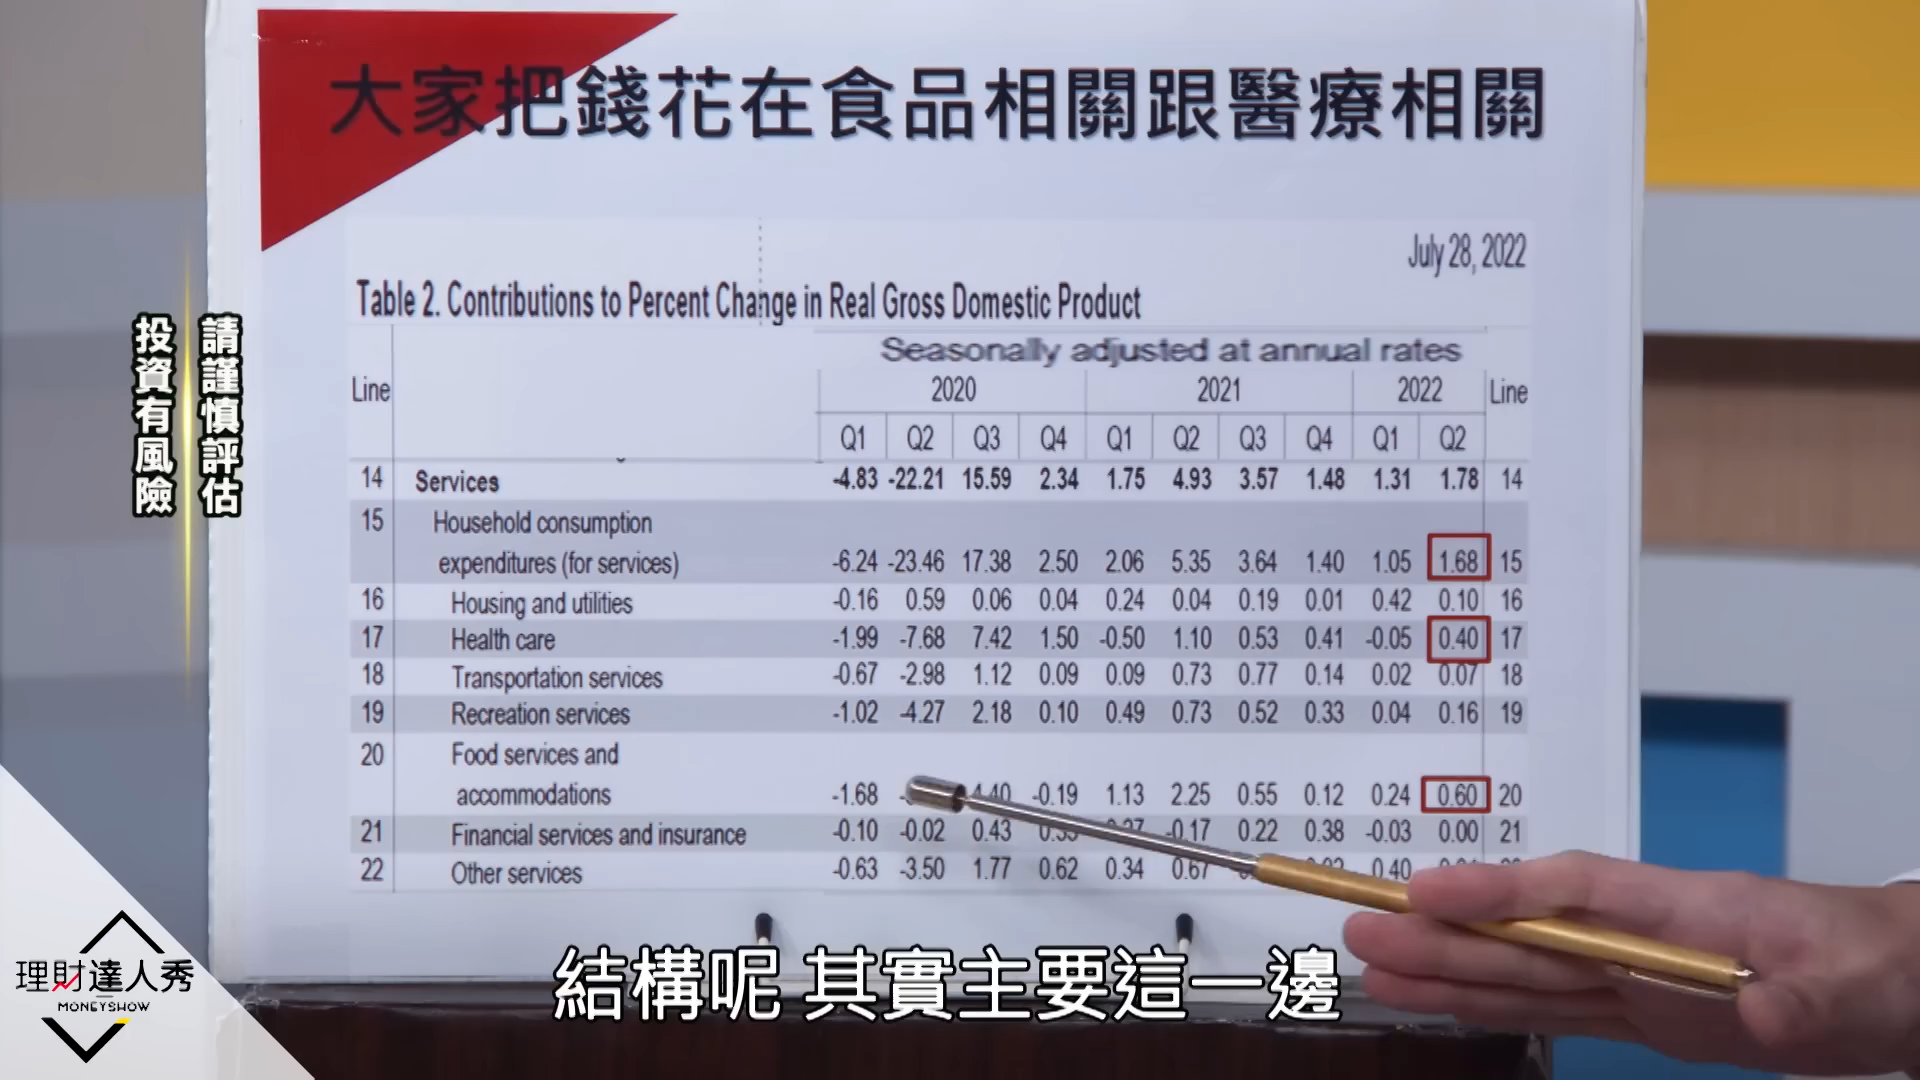 大家把錢花在食品相關跟醫療相關
July 28, 2022
Table 2. Contributions to Percent Change in Real Gross Domestic Product
Seasonally adjusted at annual rates
Line 2020 2021 2022 Line
Q1 Q2 Q3 Q4 Q1 Q2 Q3 Q4 Q1 Q2
14 Services -4.83 -22.21 15.59 2.34 1.75 4.93 3.57 1.48 1.31 1.78 14
15 Household consumption
expenditures (for services) -6.24 -23.46 17.38 2.50 2.06 5.35 3.64 1.40 1.05 1.68 15
16 Housing and utilities -0.16 0.59 0.06 0.04 0.24 0.04 0.19 0.01 0.42 0.10 16
17 Health care -1.99 -7.68 7.42 1.50 -0.50 1.10 0.53 0.41 -0.05 0.40 17
18 Transportation services -0.67 -2.98 1.12 0.09 0.09 0.73 0.77 0.14 0.02 0.07 18
19 Recreation services -1.02 -4.27 2.18 0.10 0.49 0.73 0.52 0.33 0.04 0.16 19
20 Food services and
accommodations -1.68 4.40 -0.19 1.13 2.25 0.55 0.12 0.24 0.60 20
21 Financial services and insurance -0.10 -0.02 0.43 -0.17 0.22 0.38 -0.03 0.00 21
22 Other services -0.63 -3.50 1.77 0.62 0.34 0.67 0.40
請謹慎評估
投資有風險
理財達人秀
MONEYSHOW
結構呢 其實主要這一邊